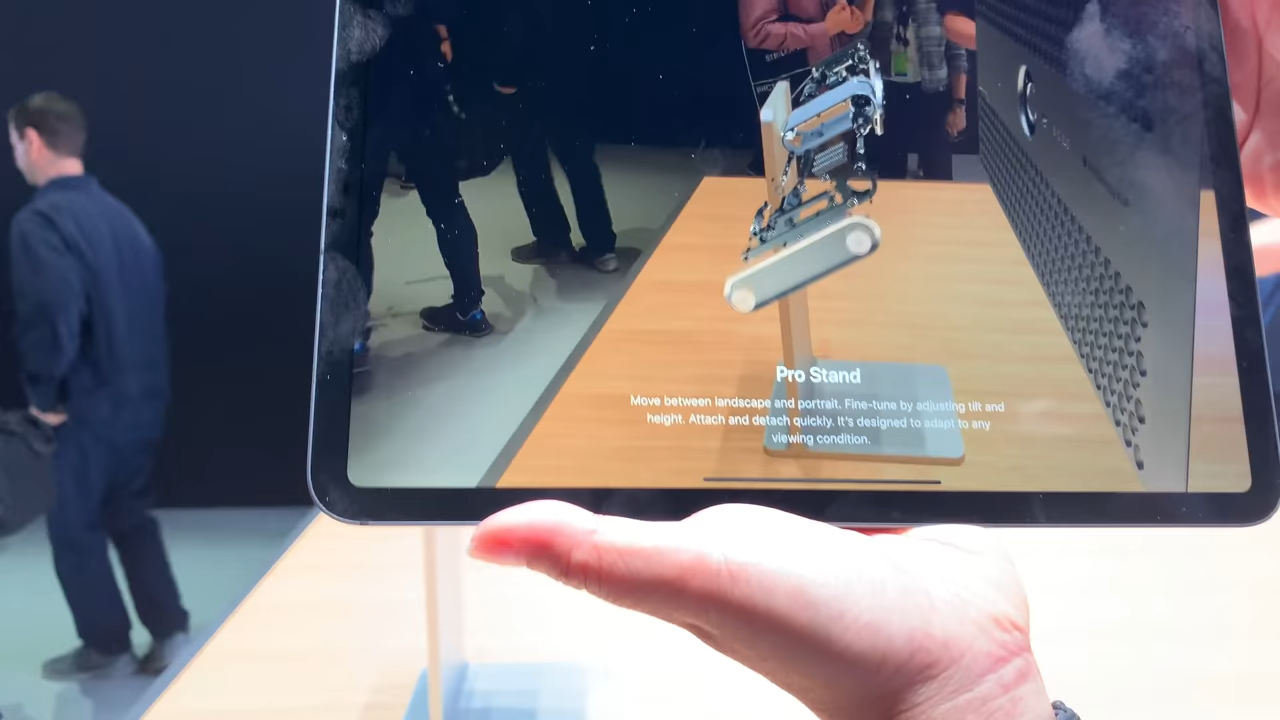 Pro Stand
Move between landscape and portrait. Fine-tune by adjusting tilt and
height. Attach and detach quickly. It's designed to adapt to any
viewing condition.